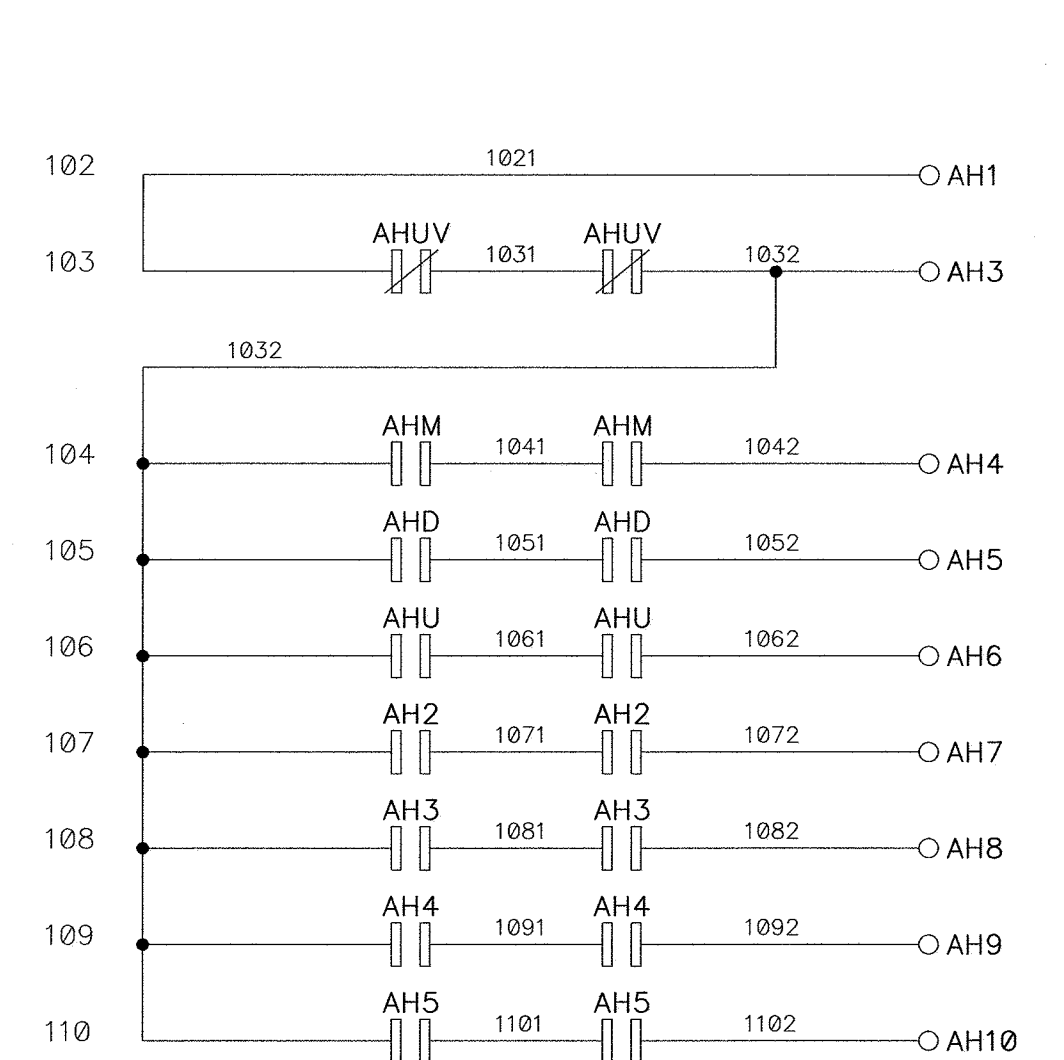 1021
102 AH1
AHUV AHUV
103 1031 1032 AH3
1032
AHM AHM
104 1041 1042 AH4
AHD AHD
105 1051 1052 AH5
AHU AHU
106 1061 1062 AH6
AH2 AH2
107 1071 1072 AH7
AH3 AH3
108 1081 1082 AH8
AH4 AH4
109 1091 1092 AH9
AH5 AH5
110 1101 1102 AH10